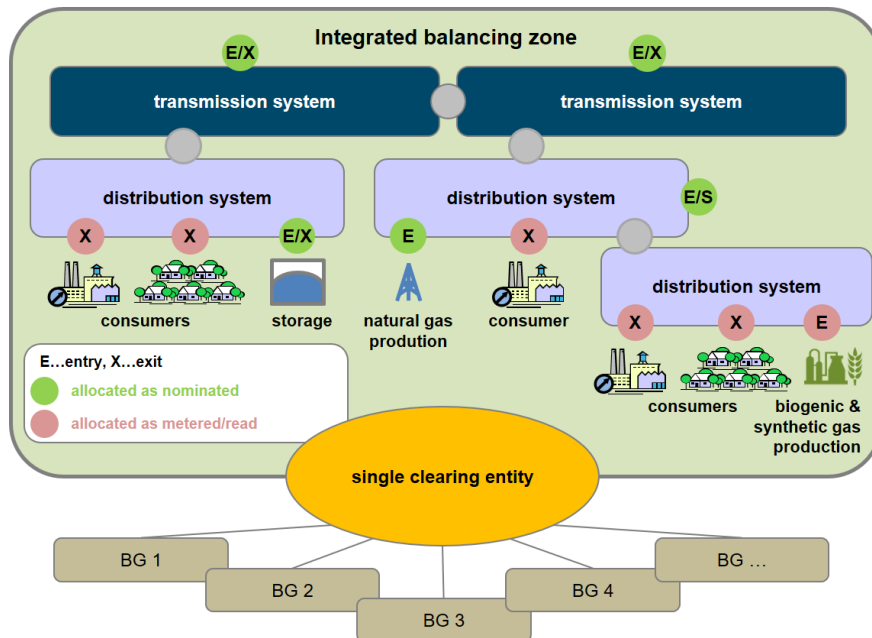 Integrated balancing zone
E/X
E/X
transmission system
transmission system
distribution system
distribution system
E/S
X
X
E/X
E
X
distribution system
consumers
storage
natural gas
prodution
consumer
X
X
E
E...entry, X...exit
allocated as nominated
allocated as metered/read
consumers
biogenic &
synthetic gas
production
single clearing entity
BG 1
BG 2
BG 3
BG 4
BG ...